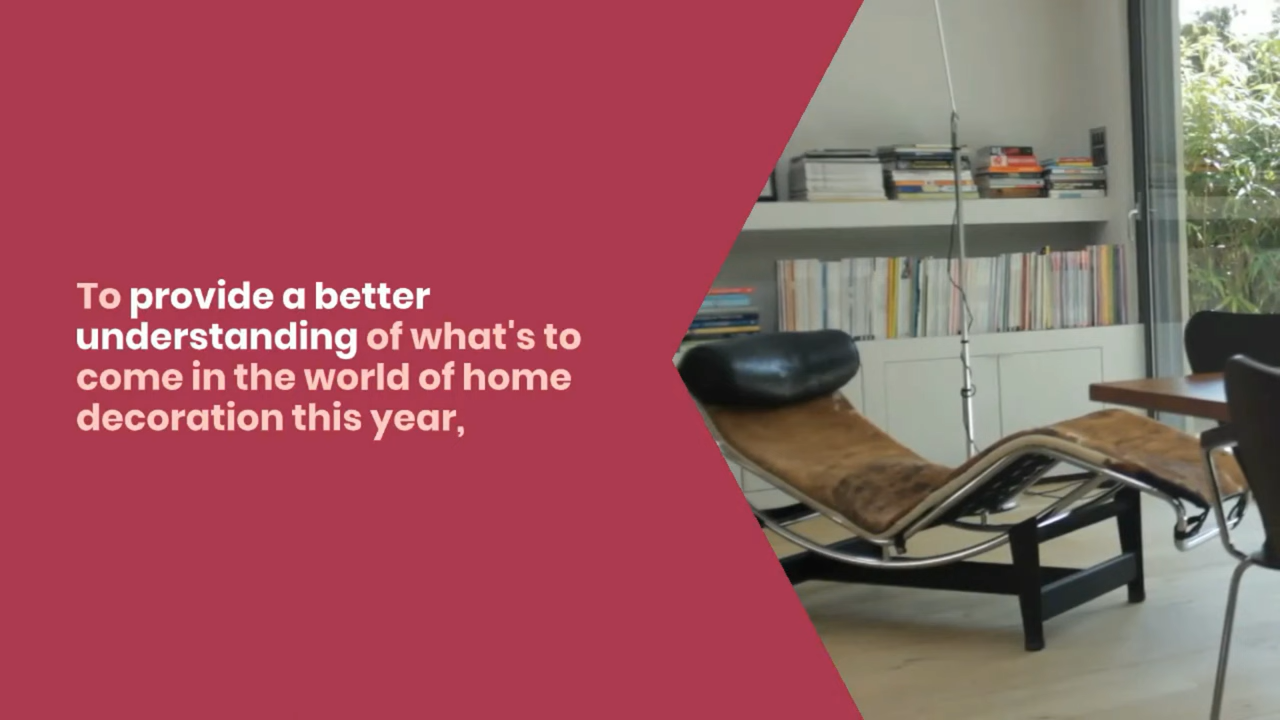 To provide a better
understanding of what's to
come in the world of home
decoration this year,